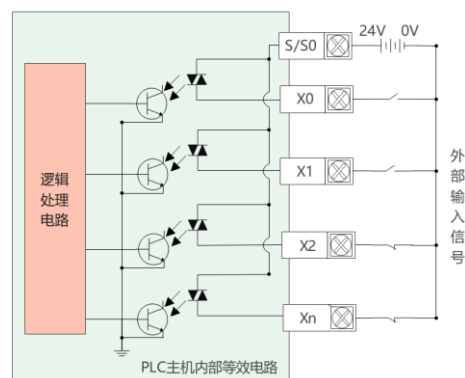 24V 0V
S/S0
X0
X1
X2
Xn
逻辑
处理
电路
外
部
输
入
信
号
PLC主机内部等效电路